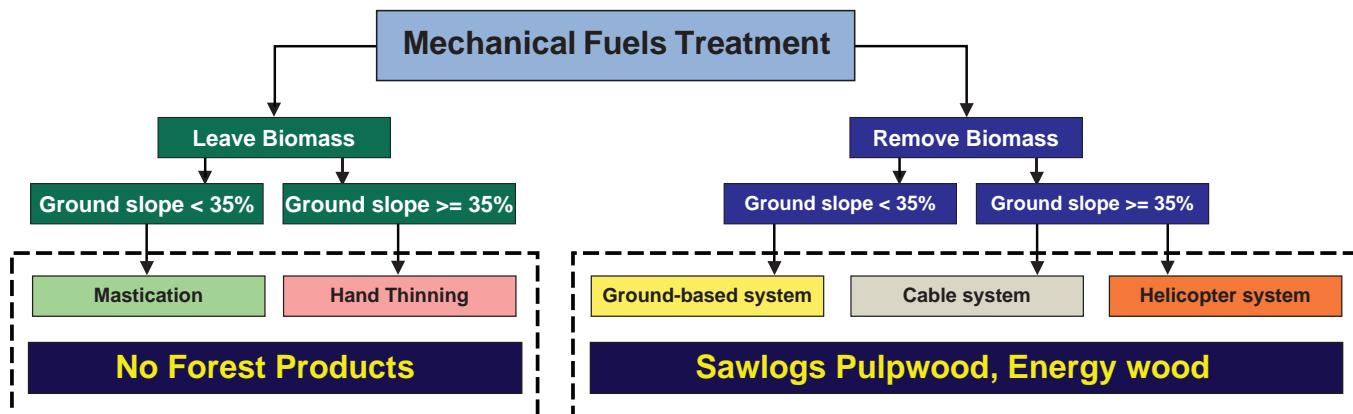 Mechanical Fuels Treatment
Leave Biomass
Remove Biomass
Ground slope < 35%
Ground slope >= 35%
Ground slope < 35%
Ground slope >= 35%
Mastication
Hand Thinning
Ground-based system
Cable system
Helicopter system
No Forest Products
Sawlogs Pulpwood, Energy wood